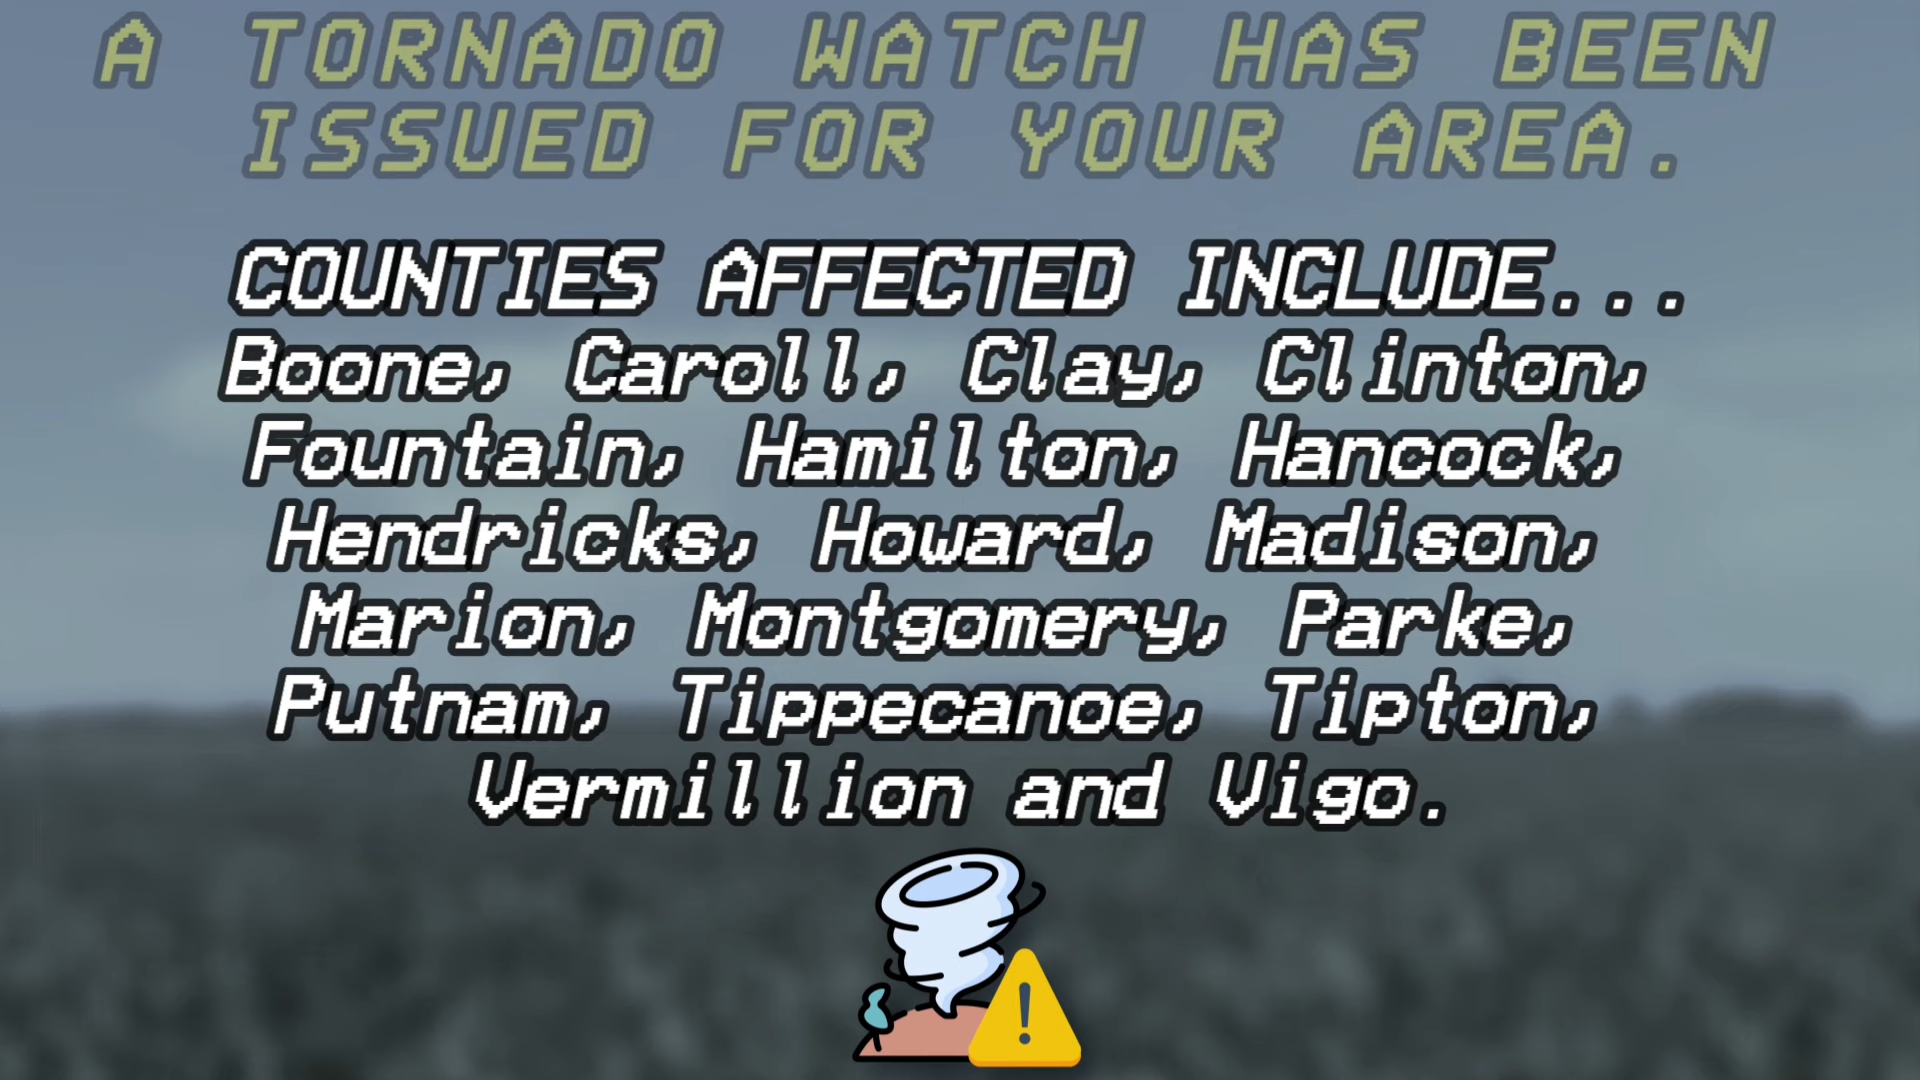 A TORNADO WATCH HAS BEEN
ISSUED FOR YOUR AREA.
COUNTIES AFFECTED INCLUDE...
Boone, Caroll, Clay, Clinton,
Fountain, Hamilton, Hancock,
Hendricks, Howard, Madison,
Marion, Montgomery, Parke,
Putnam, Tippecanoe, Tipton,
Vermillion and Vigo.
!